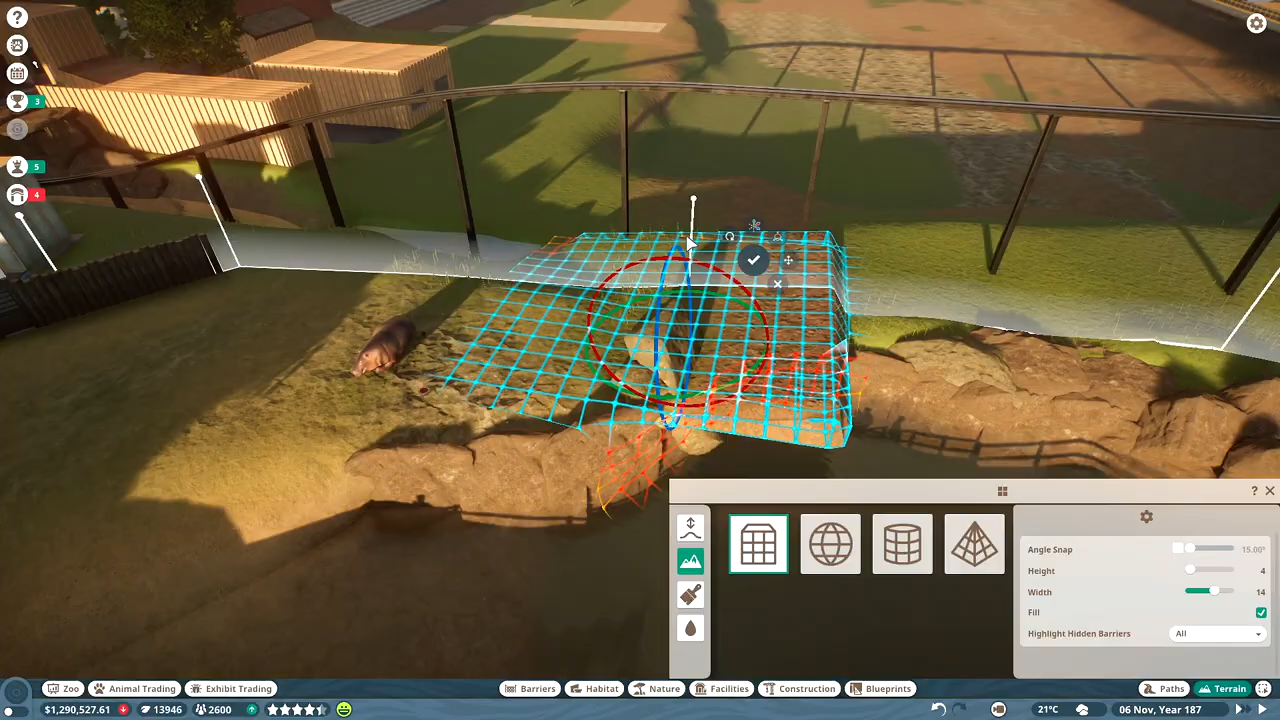 ?
3
5
4
? ×
Angle Snap 15.00°
Height 4
Width 14
Fill
Highlight Hidden Barriers All
Zoo Animal Trading Exhibit Trading Barriers Habitat Nature Facilities Construction Blueprints Paths Terrain
$1,290,527.61 13946 2600 21°C 06 Nov, Year 187